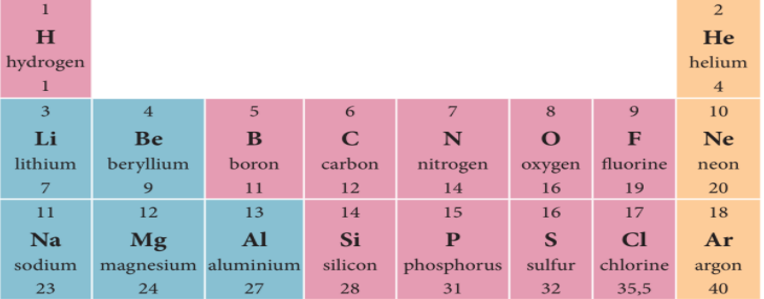 1 2
H He
hydrogen helium
1 4
3 4 5 6 7 8 9 10
Li Be B C N O F Ne
lithium beryllium boron carbon nitrogen oxygen fluorine neon
7 9 11 12 14 16 19 20
11 12 13 14 15 16 17 18
Na Mg Al Si P S Cl Ar
sodium magnesium aluminium silicon phosphorus sulfur chlorine argon
23 24 27 28 31 32 35,5 40